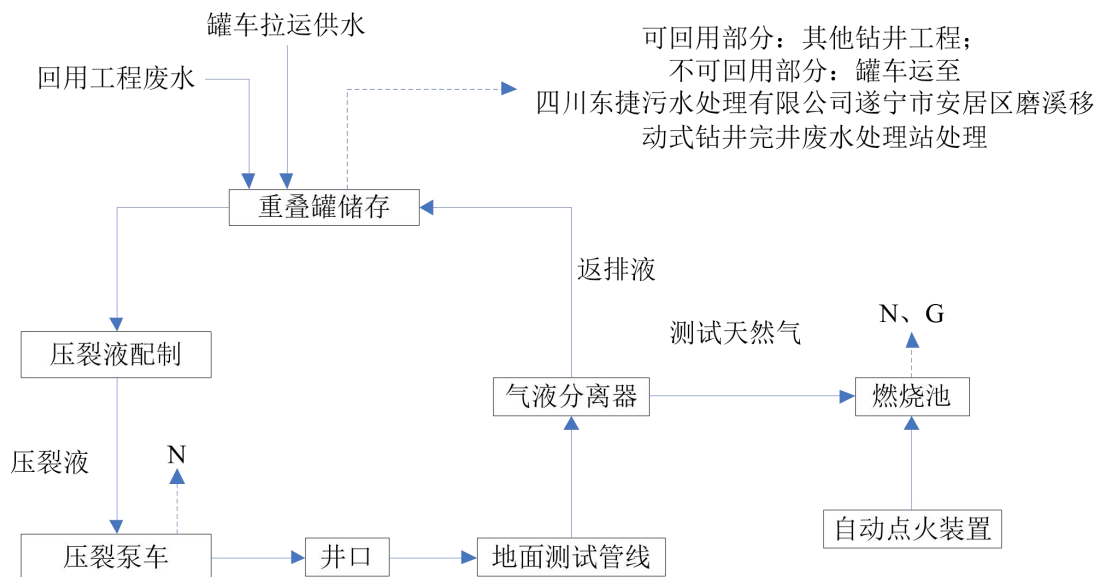 罐车拉运供水
回用工程废水
可回用部分：其他钻井工程；
不可回用部分：罐车运至
四川东捷污水处理有限公司遂宁市安居区磨溪移
动式钻井完井废水处理站处理
重叠罐储存
返排液
测试天然气
N、G
压裂液配制
气液分离器
燃烧池
压裂液
N
自动点火装置
压裂泵车
井口
地面测试管线